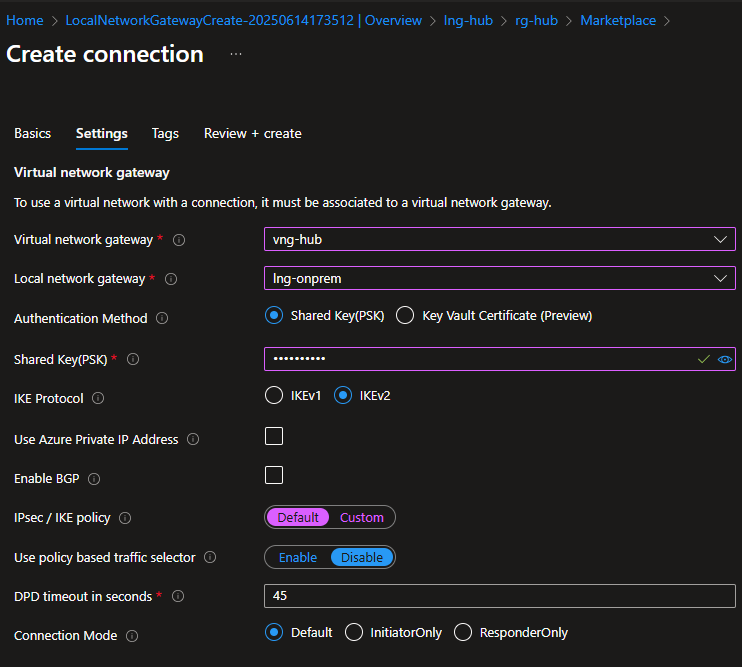 Home > LocalNetworkGatewayCreate-20250614173512 | Overview > lng-hub > rg-hub > Marketplace >
Create connection ...
Basics Settings Tags Review + create
Virtual network gateway
To use a virtual network with a connection, it must be associated to a virtual network gateway.
Virtual network gateway * vng-hub
Local network gateway * lng-onprem
Authentication Method Shared Key(PSK) Key Vault Certificate (Preview)
Shared Key(PSK) * ••••••••••
IKE Protocol IKEv1 IKEv2
Use Azure Private IP Address
Enable BGP
IPsec / IKE policy Default Custom
Use policy based traffic selector Enable Disable
DPD timeout in seconds * 45
Connection Mode Default InitiatorOnly ResponderOnly